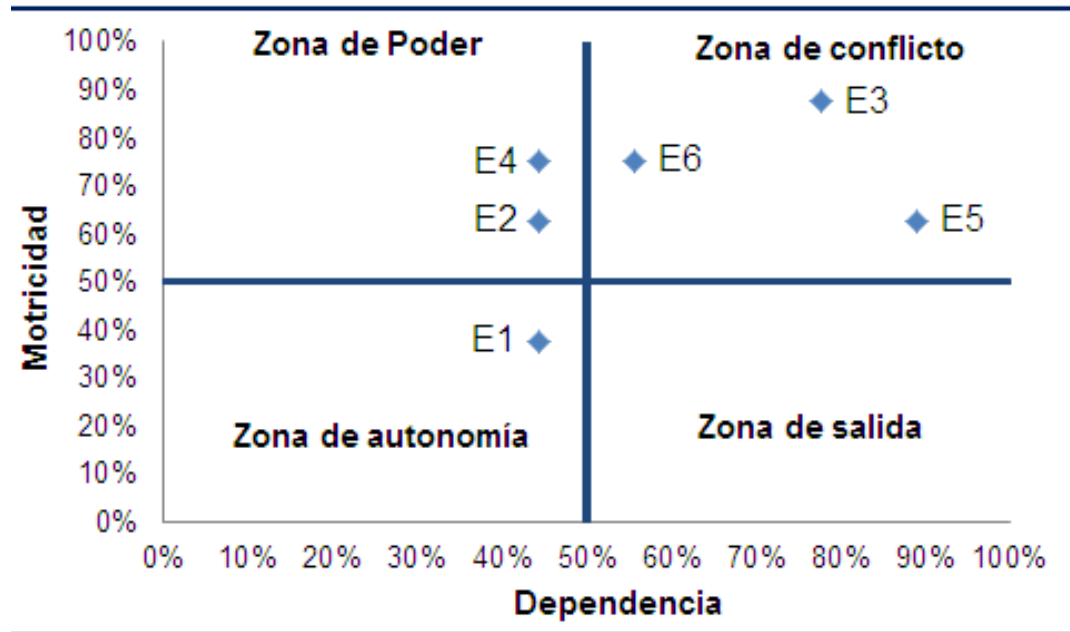 Zona de Poder
Zona de conflicto
100%
90%
80%
70%
60%
50%
40%
30%
20%
10%
0%
Motricidad
E3
E4
E6
E2
E5
E1
Zona de autonomía
Zona de salida
0% 10% 20% 30% 40% 50% 60% 70% 80% 90% 100%
Dependencia